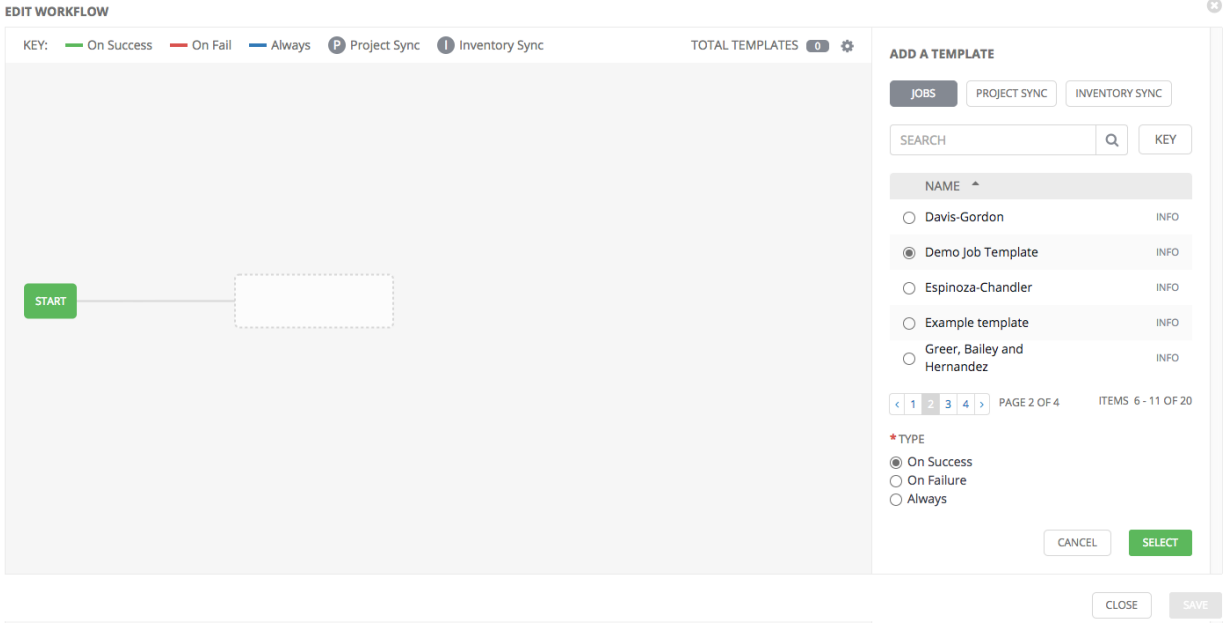 EDIT WORKFLOW
KEY: On Success On Fail Always P Project Sync I Inventory Sync TOTAL TEMPLATES 0
START
ADD A TEMPLATE
JOBS PROJECT SYNC INVENTORY SYNC
SEARCH KEY
NAME
Davis-Gordon INFO
Demo Job Template INFO
Espinoza-Chandler INFO
Example template INFO
Greer, Bailey and
Hernandez INFO
< 1 2 3 4 > PAGE 2 OF 4 ITEMS 6 - 11 OF 20
* TYPE
On Success
On Failure
Always
CANCEL SELECT
CLOSE SAVE